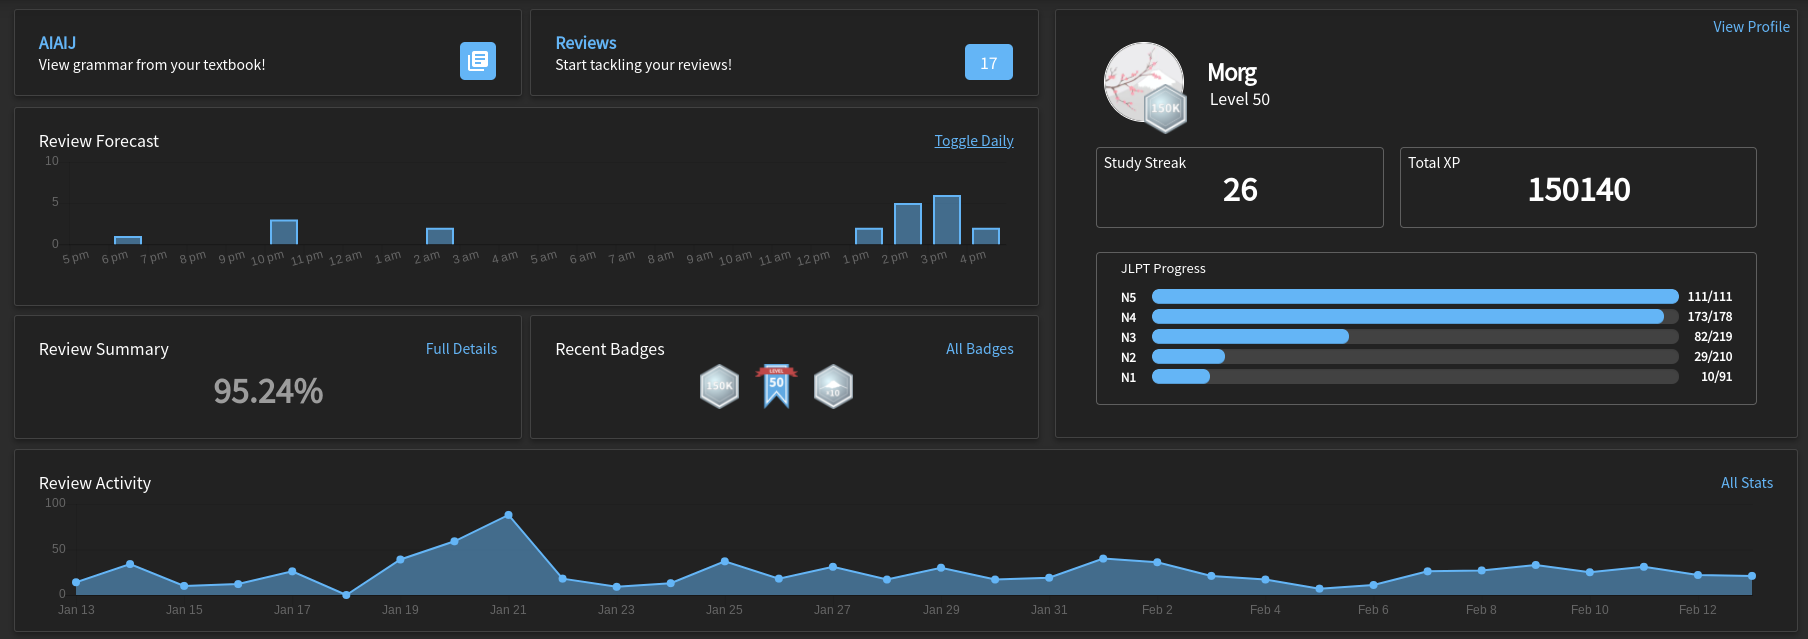 AIAIJ
View grammar from your textbook!
Reviews
Start tackling your reviews!
17
View Profile
Morg
Level 50
150K
Study Streak
26
Total XP
150140
JLPT Progress
N5 111/111
N4 173/178
N3 82/219
N2 29/210
N1 10/91
Review Forecast
Toggle Daily
10
5
0
5 pm 6 pm 7 pm 8 pm 9 pm 10 pm 11 pm 12 am 1 am 2 am 3 am 4 am 5 am 6 am 7 am 8 am 9 am 10 am 11 am 12 pm 1 pm 2 pm 3 pm 4 pm
Review Summary
Full Details
95.24%
Recent Badges
All Badges
150K
LEVEL
50
×10
Review Activity
All Stats
100
50
0
Jan 13 Jan 15 Jan 17 Jan 19 Jan 21 Jan 23 Jan 25 Jan 27 Jan 29 Jan 31 Feb 2 Feb 4 Feb 6 Feb 8 Feb 10 Feb 12